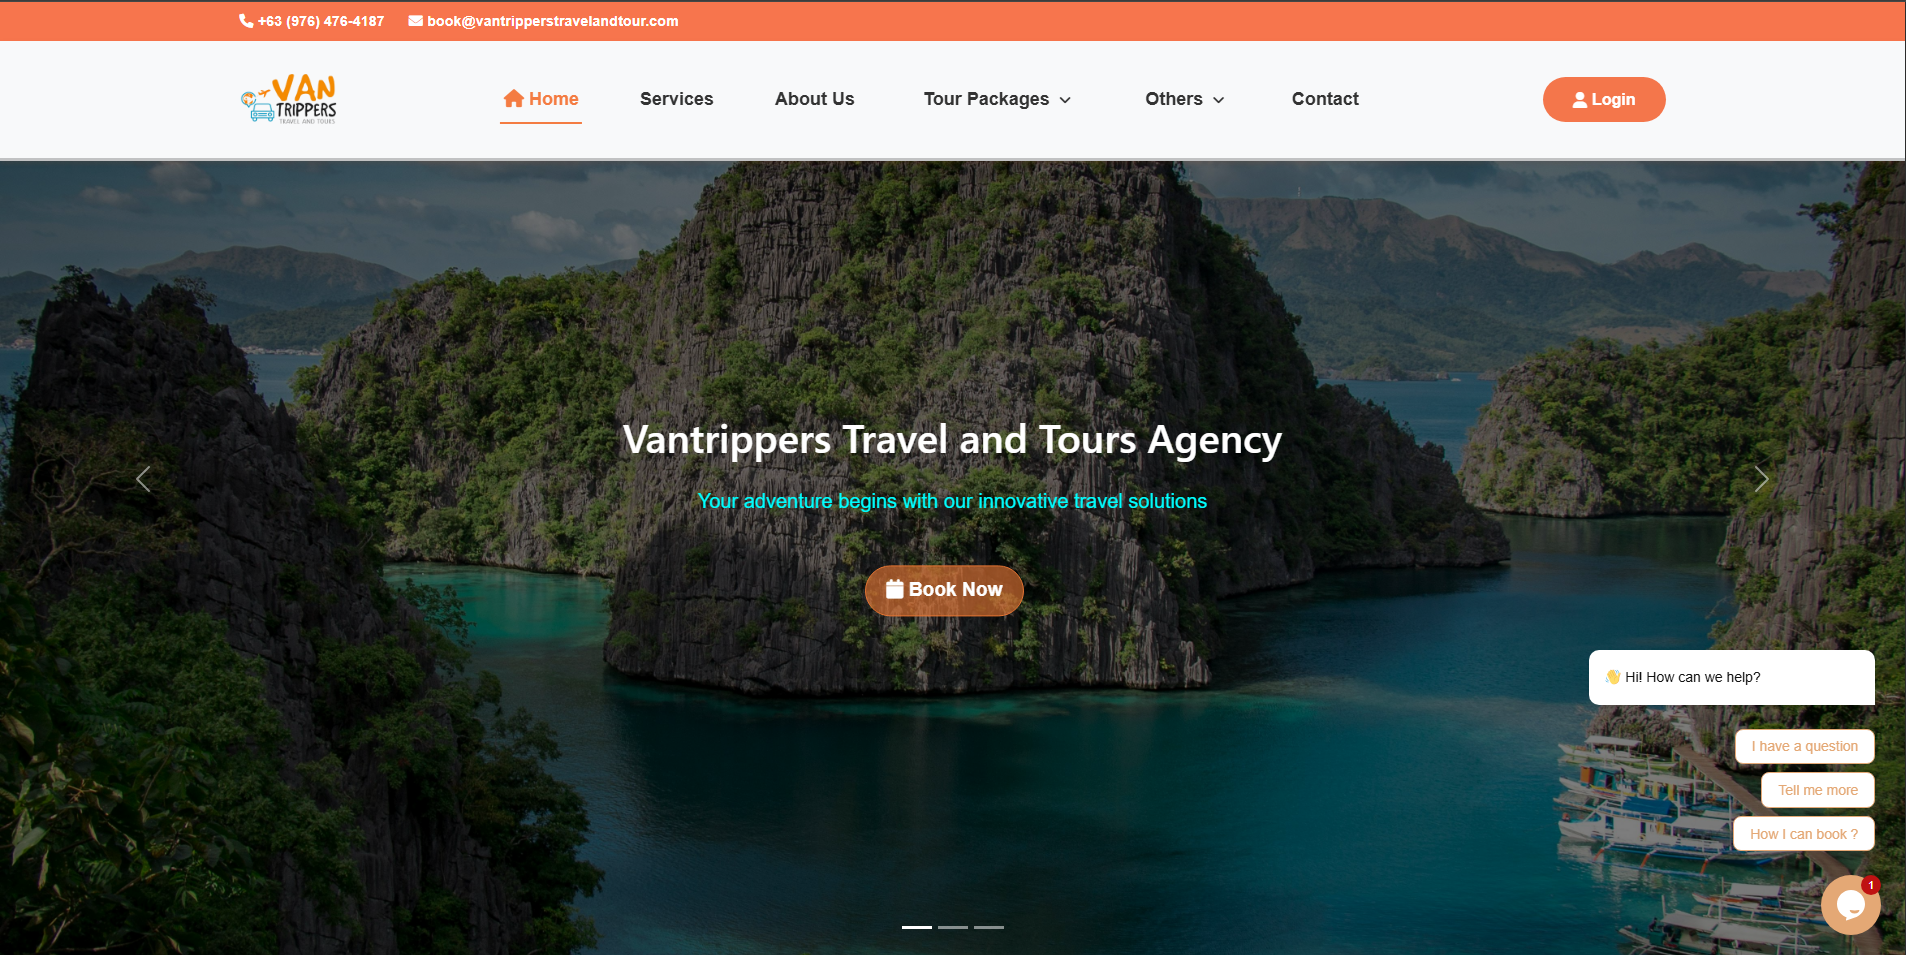 +63 (976) 476-4187
book@vantripperstravelandtour.com
VAN
TRIPPERS
TRAVEL AND TOURS
Home
Services
About Us
Tour Packages
Others
Contact
Login
Vantrippers Travel and Tours Agency
Your adventure begins with our innovative travel solutions
Book Now
👋 Hi! How can we help?
I have a question
Tell me more
How I can book ?
1